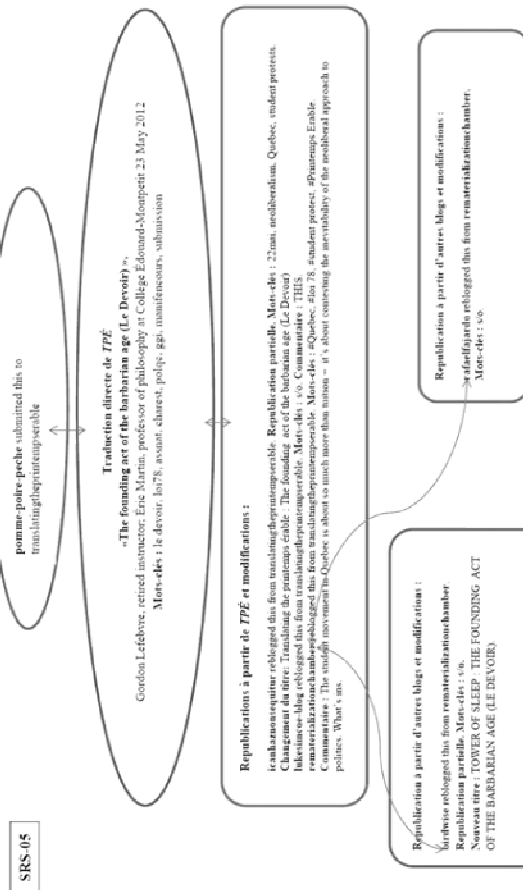 SRS-05
pomme-poire-peche submitted this to
translatingtheprintempserable
Traduction directe de TPÉ
«The founding act of the barbarian age (Le Devoir) »,
Gordon Lefebvre, retired instructor; Éric Martin, professor of philosophy at Collège Édouard-Montpetit 23 May 2012
Mots-clés : le devoir, loi78, assnat, charest, polqc, ggi, manifencours, submission
Republications à partir de TPÉ et modifications :
icanhaznonsequitur reblogged this from translatingtheprintempserable. Republication partielle. Mots-clés : 22mai, neoliberalism, Quebec, student protests.
Changement du titre: Translating the printemps érable : The founding act of the barbarian age (Le Devoir)
lukesimcoe-blog reblogged this from translatingtheprintempserable. Mots-clés : s/o. Commentaire : THIS.
rematerializationchamber reblogged this from translatingtheprintempserable. Mots-clés : #Quebec, #loi 78, #student protest, #Printemps Erable.
Commentaire : The student movement in Quebec is about so much more than tuition – it's about contesting the inevitability of the neoliberal approach to
politics. What's
Republication à partir d'autres blogs et modifications :
birdwise reblogged this from rematerializationchamber.
Republication partielle. Mots-clés : s/o.
Nouveau titre : TOWER OF SLEEP : THE FOUNDING ACT
OF THE BARBARIAN AGE (LE DEVOIR).
Republication à partir d'autres blogs et modifications :
rafaelfajardo reblogged this from rematerializationchamber.
Mots-clés : s/o.